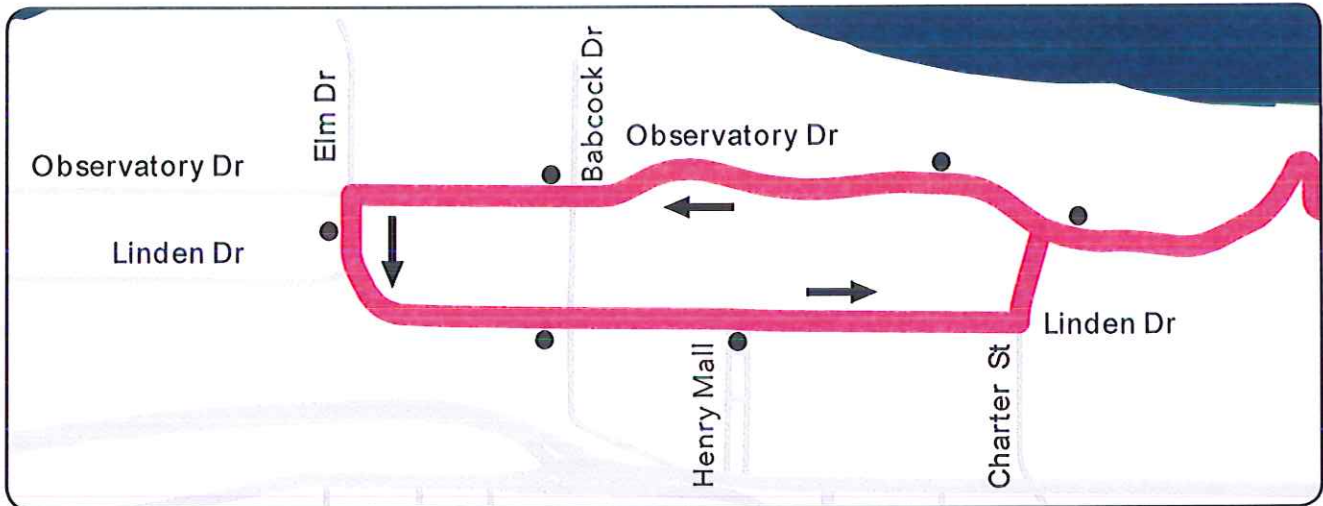 Elm Dr
Babcock Dr
Observatory Dr
Observatory Dr
Linden Dr
Linden Dr
Henry Mall
Charter St